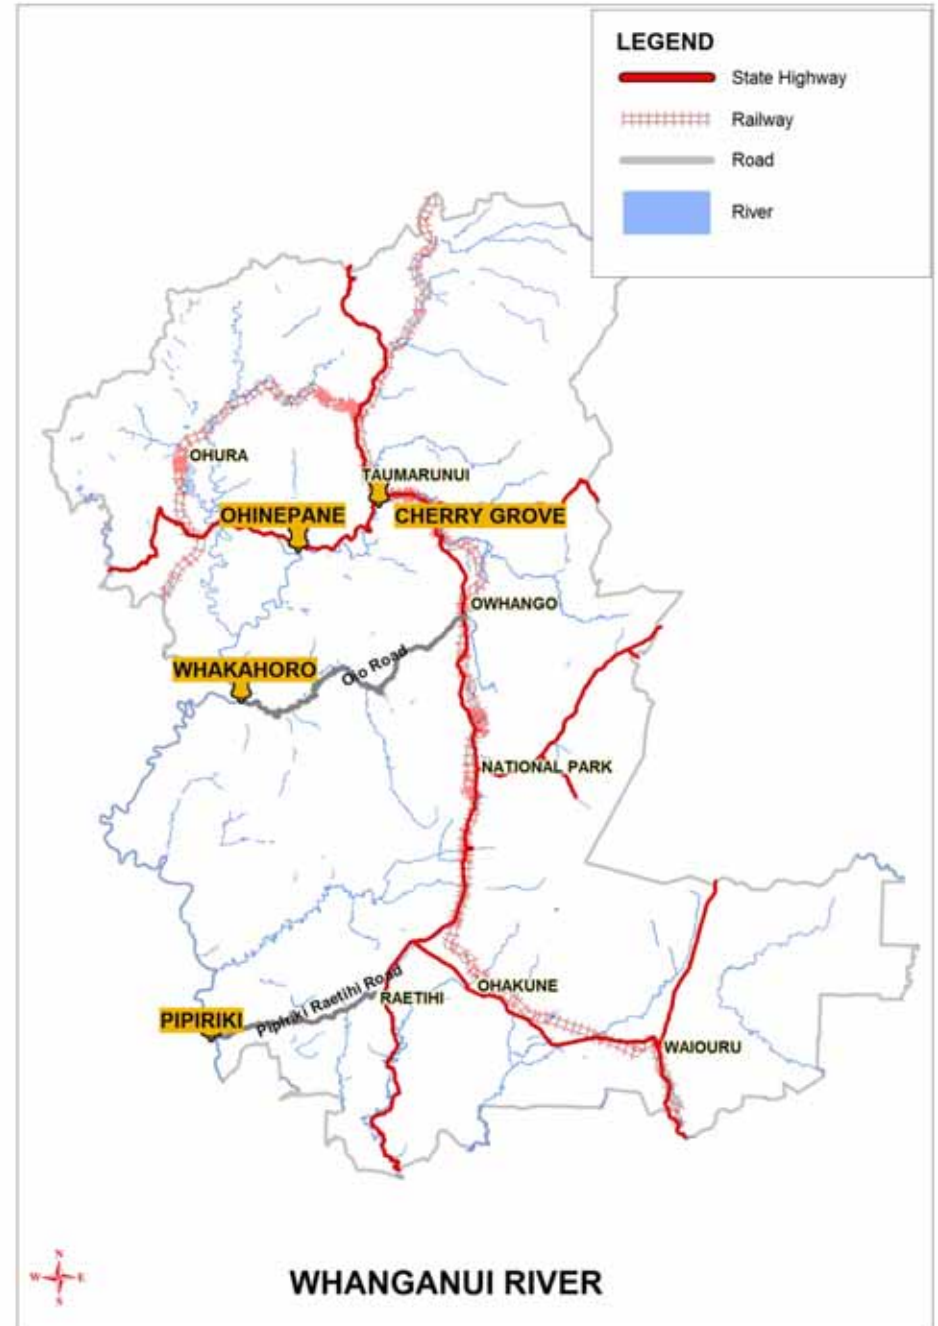 LEGEND
State Highway
Railway
Road
River
OHURA
TAUMARUNUI
OHINEPANE
CHERRY GROVE
OWHANGO
WHAKAHORO
Oio Road
NATIONAL PARK
OHAKUNE
RAETIHI
Pipiriki Raetihi Road
PIPIRIKI
WAIOURU
N
W E
S
WHANGANUI RIVER